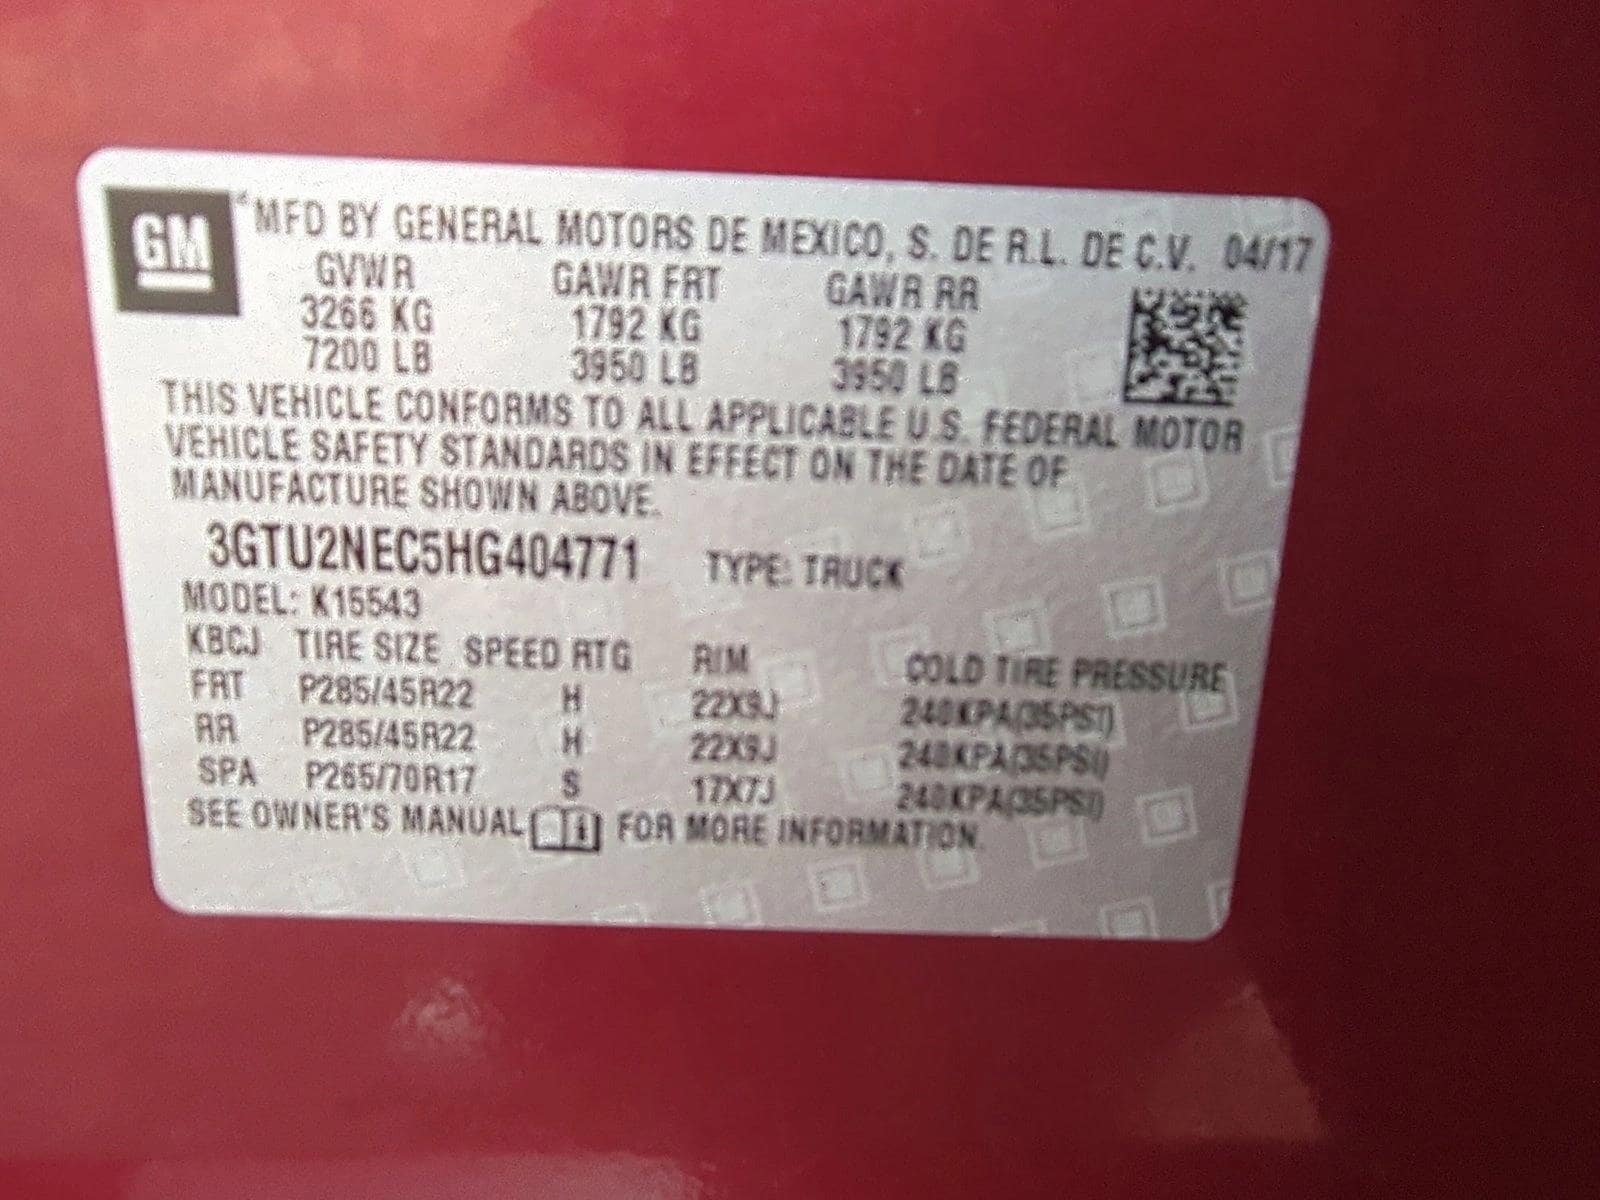 GM MFD BY GENERAL MOTORS DE MEXICO, S. DE R.L. DE C.V. 04/17
GVWR GAWR FRT GAWR RR
3266 KG 1792 KG 1792 KG
7200 LB 3950 LB 3950 LB
THIS VEHICLE CONFORMS TO ALL APPLICABLE U.S. FEDERAL MOTOR
VEHICLE SAFETY STANDARDS IN EFFECT ON THE DATE OF
MANUFACTURE SHOWN ABOVE.
3GTU2NEC5HG404771 TYPE: TRUCK
MODEL: K15543
KBCJ TIRE SIZE SPEED RTG RIM COLD TIRE PRESSURE
FRT P285/45R22 H 22X9J 240KPA(35PSI)
RR P285/45R22 H 22X9J 240KPA(35PSI)
SPA P265/70R17 S 17X7J 240KPA(35PSI)
SEE OWNER'S MANUAL FOR MORE INFORMATION.